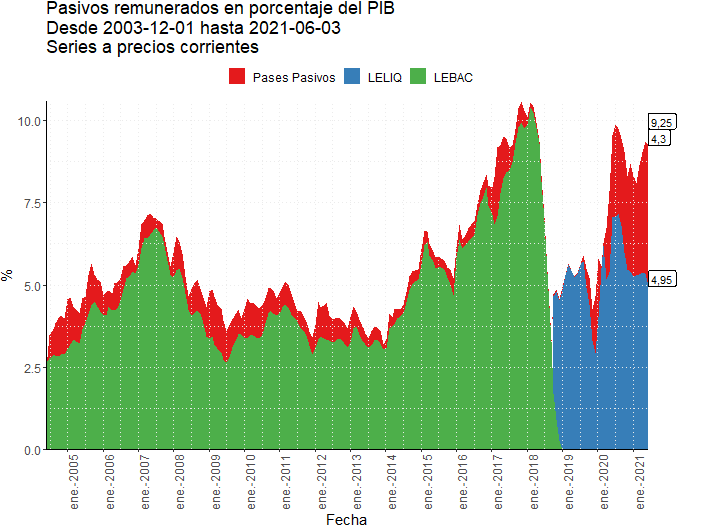 Pasivos remunerados en porcentaje del PIB
Desde 2003-12-01 hasta 2021-06-03
Series a precios corrientes
Pases Pasivos LELIQ LEBAC
10.0
7.5
5.0
2.5
0.0
%
9,25
4,3
4,95
ene.-2005
ene.-2006
ene.-2007
ene.-2008
ene.-2009
ene.-2010
ene.-2011
ene.-2012
ene.-2013
ene.-2014
ene.-2015
ene.-2016
ene.-2017
ene.-2018
ene.-2019
ene.-2020
ene.-2021
Fecha